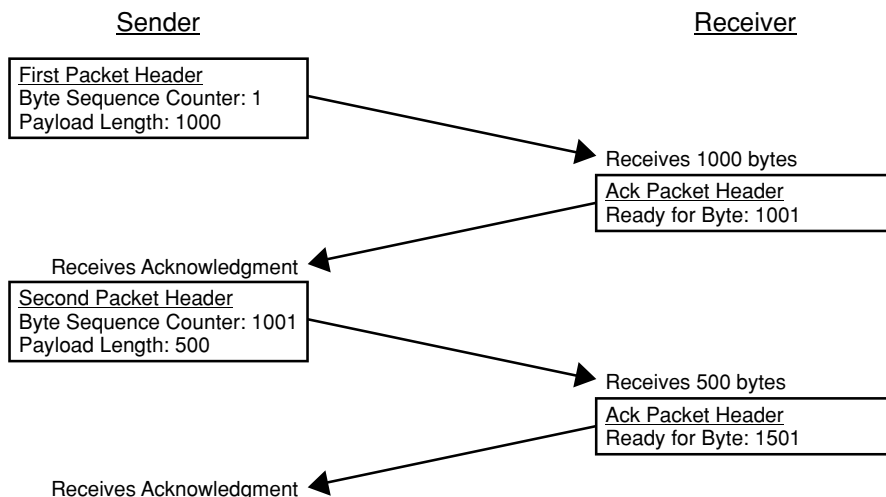 Sender
Receiver
First Packet Header
Byte Sequence Counter: 1
Payload Length: 1000
Receives 1000 bytes
Ack Packet Header
Ready for Byte: 1001
Receives Acknowledgment
Second Packet Header
Byte Sequence Counter: 1001
Payload Length: 500
Receives 500 bytes
Ack Packet Header
Ready for Byte: 1501
Receives Acknowledgment